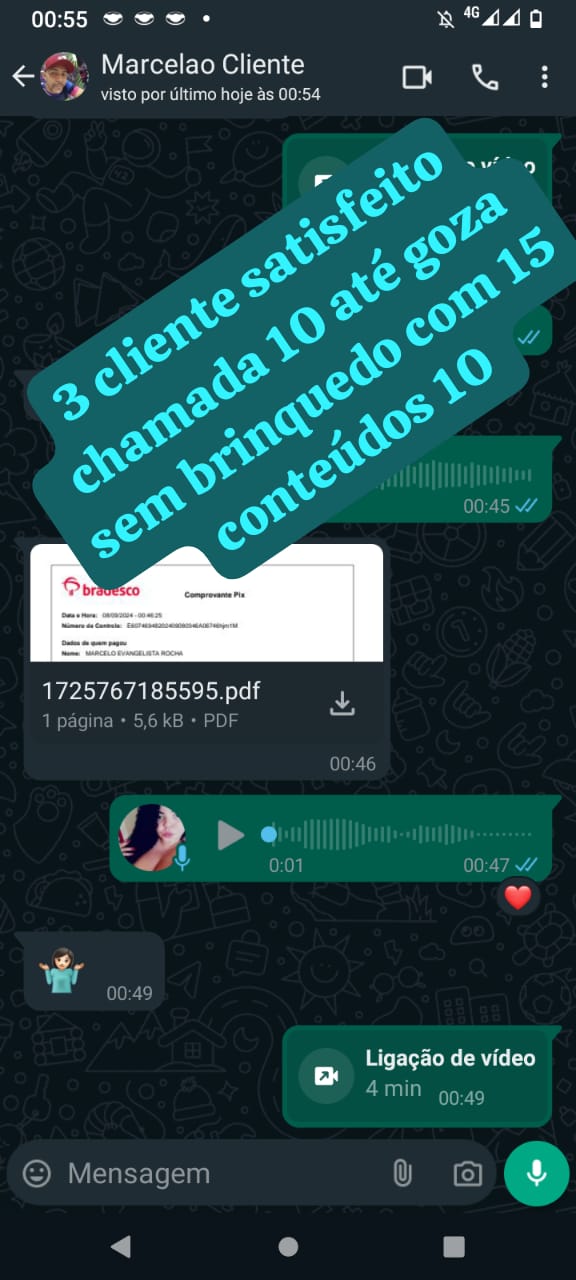 00:55
4G
Marcelao Cliente
visto por último hoje às 00:54
3 cliente satisfeito
chamada 10 até goza
sem brinquedo com 15
conteúdos 10
00:45
bradesco
Comprovante Pix
Data e Hora: 08/09/2024 - 00:46:25
Número de Controle:
Dados de quem pagou
Nome: MARCELO EVANGELISTA ROCHA
1725767185595.pdf
1 página • 5,6 kB • PDF
00:46
0:01
00:47
00:49
Ligação de vídeo
4 min
00:49
Mensagem